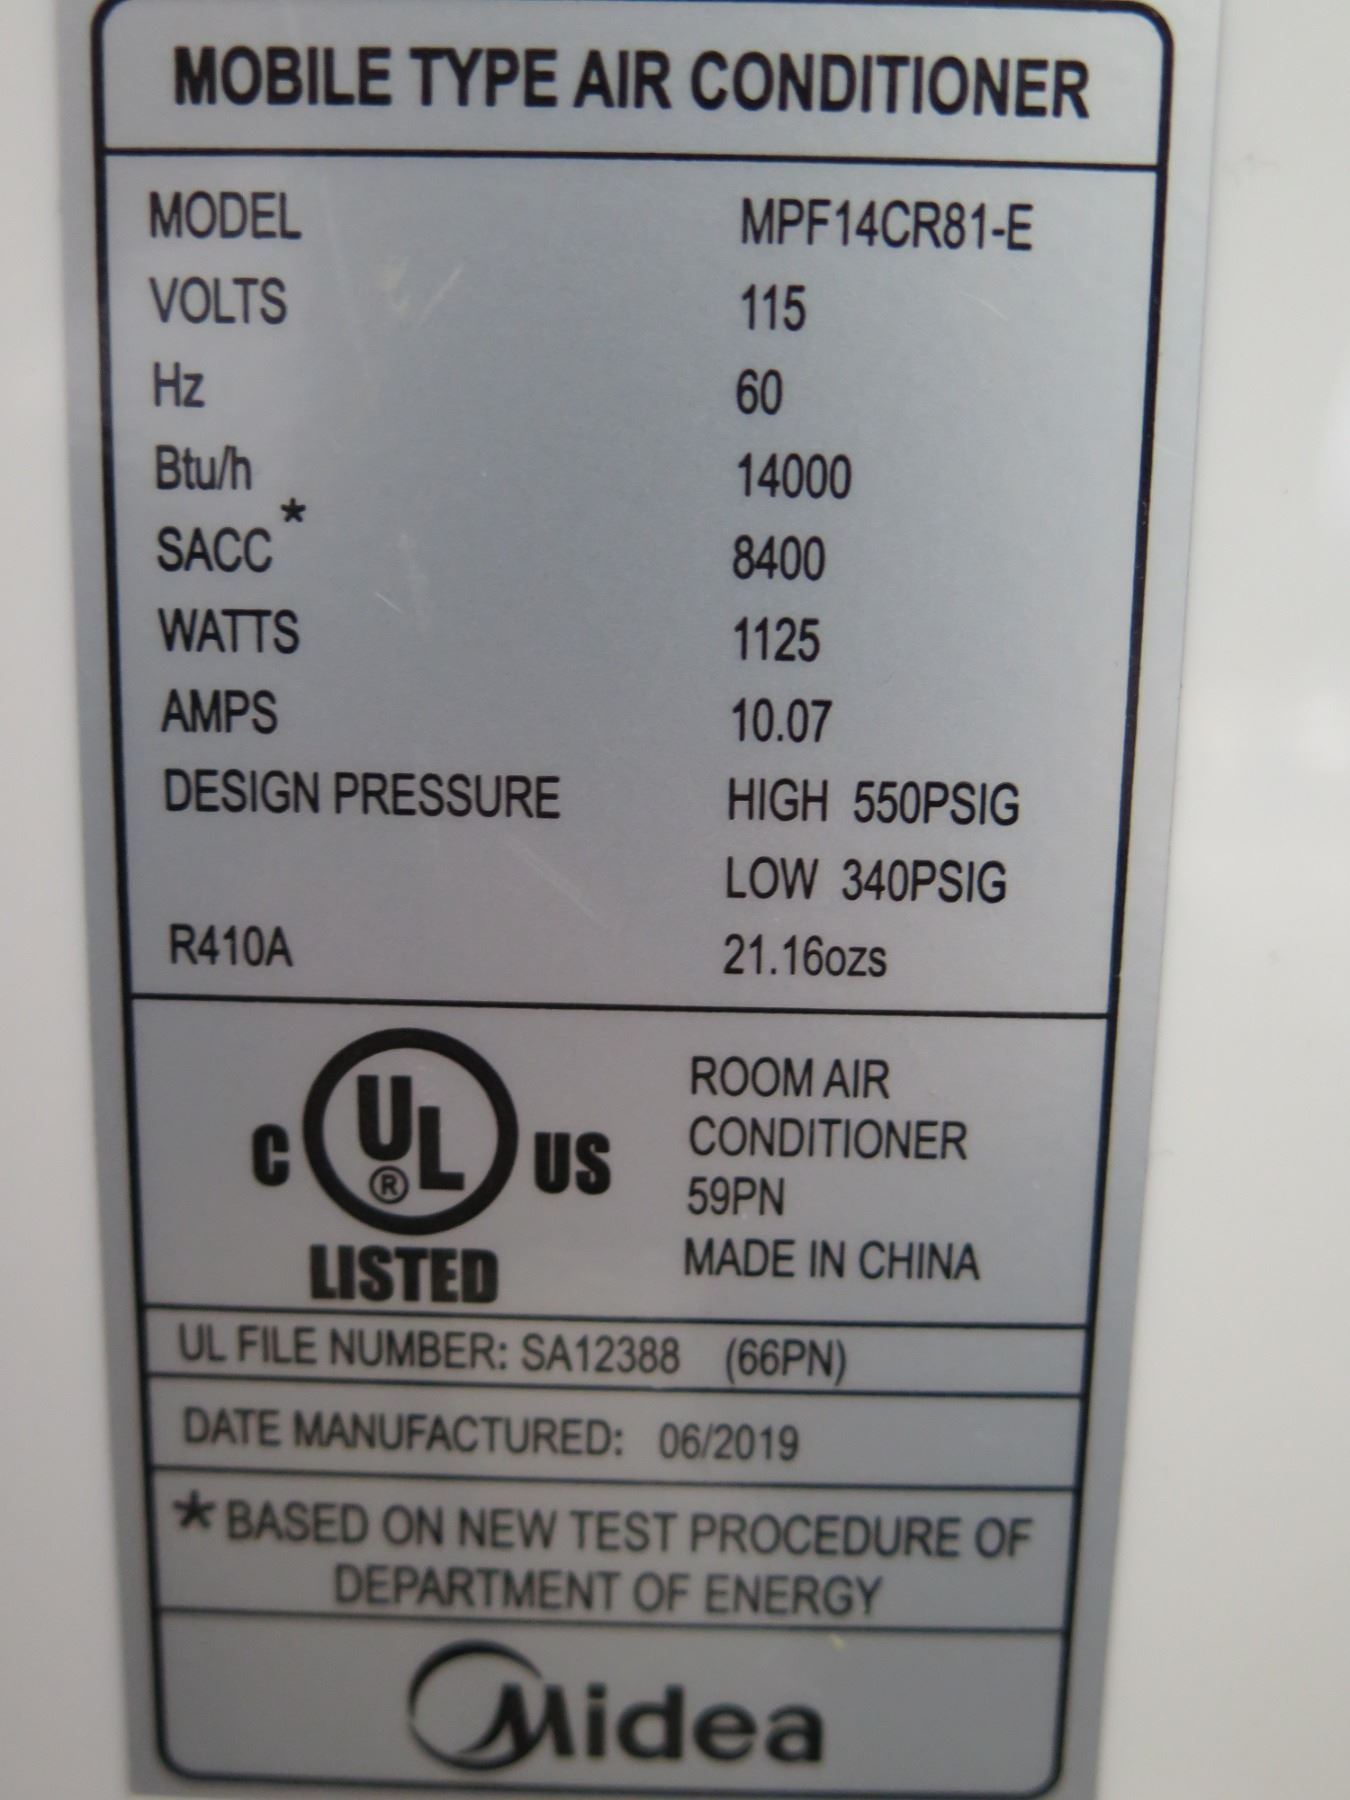 MOBILE TYPE AIR CONDITIONER
MODEL MPF14CR81-E
VOLTS 115
Hz 60
Btu/h 14000
SACC* 8400
WATTS 1125
AMPS 10.07
DESIGN PRESSURE HIGH 550PSIG
LOW 340PSIG
R410A 21.16ozs
C UL ® US
LISTED
ROOM AIR
CONDITIONER
59PN
MADE IN CHINA
UL FILE NUMBER: SA12388 (66PN)
DATE MANUFACTURED: 06/2019
*BASED ON NEW TEST PROCEDURE OF
DEPARTMENT OF ENERGY
Midea